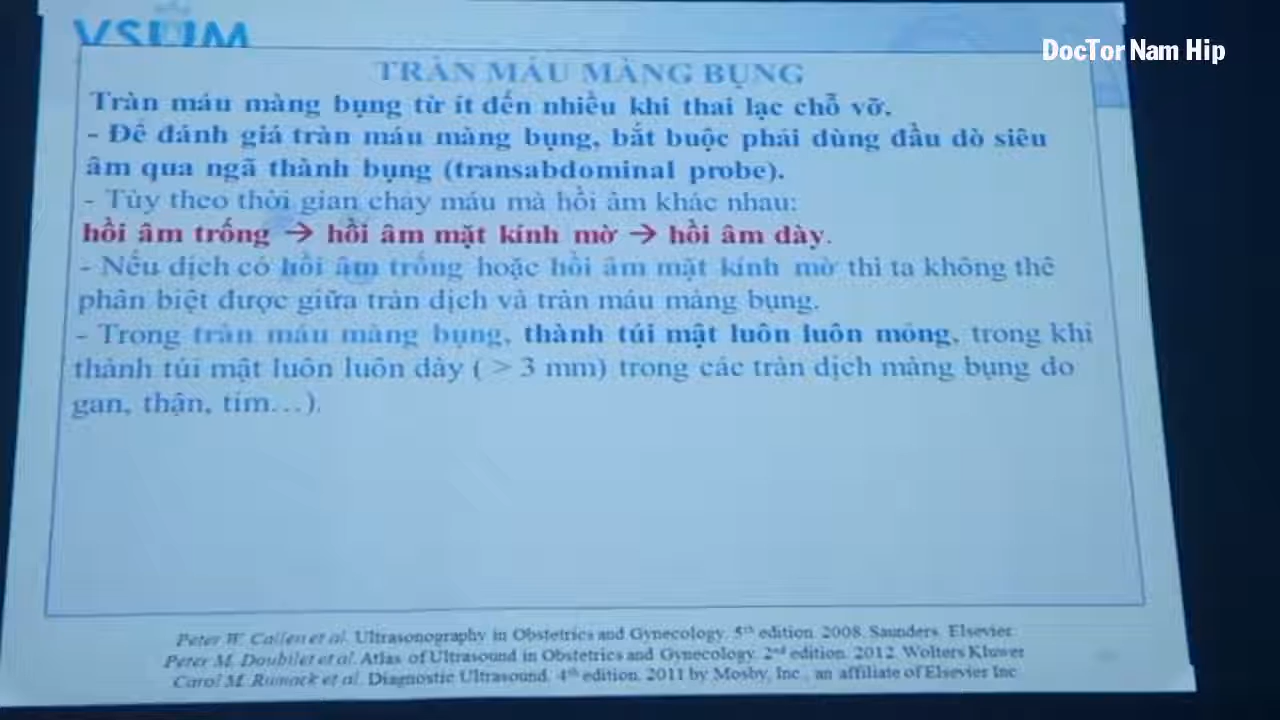 VSUM
DocTor Nam Hip
TRÀN MÁU MÀNG BỤNG
Tràn máu màng bụng từ ít đến nhiều khi thai lạc chỗ vỡ.
- Để đánh giá tràn máu màng bụng, bắt buộc phải dùng đầu dò siêu
âm qua ngã thành bụng (transabdominal probe).
- Tùy theo thời gian chảy máu mà hồi âm khác nhau:
hồi âm trống → hồi âm mặt kính mờ → hồi âm dày.
- Nếu dịch có hồi âm trống hoặc hồi âm mặt kính mờ thì ta không thể
phân biệt được giữa tràn dịch và tràn máu màng bụng.
- Trong tràn máu màng bụng, thành túi mật luôn luôn mỏng, trong khi
thành túi mật luôn luôn dày ( > 3 mm) trong các tràn dịch màng bụng do
gan, thận, tim…).
Peter W. Callen et al. Ultrasonography in Obstetrics and Gynecology. 5th edition. 2008. Saunders, Elsevier
Peter M. Doubilet et al. Atlas of Ultrasound in Obstetrics and Gynecology. 2nd edition. 2012. Wolters Kluwer
Carol M. Rumack et al. Diagnostic Ultrasound. 4th edition. 2011 by Mosby, Inc., an affiliate of Elsevier Inc